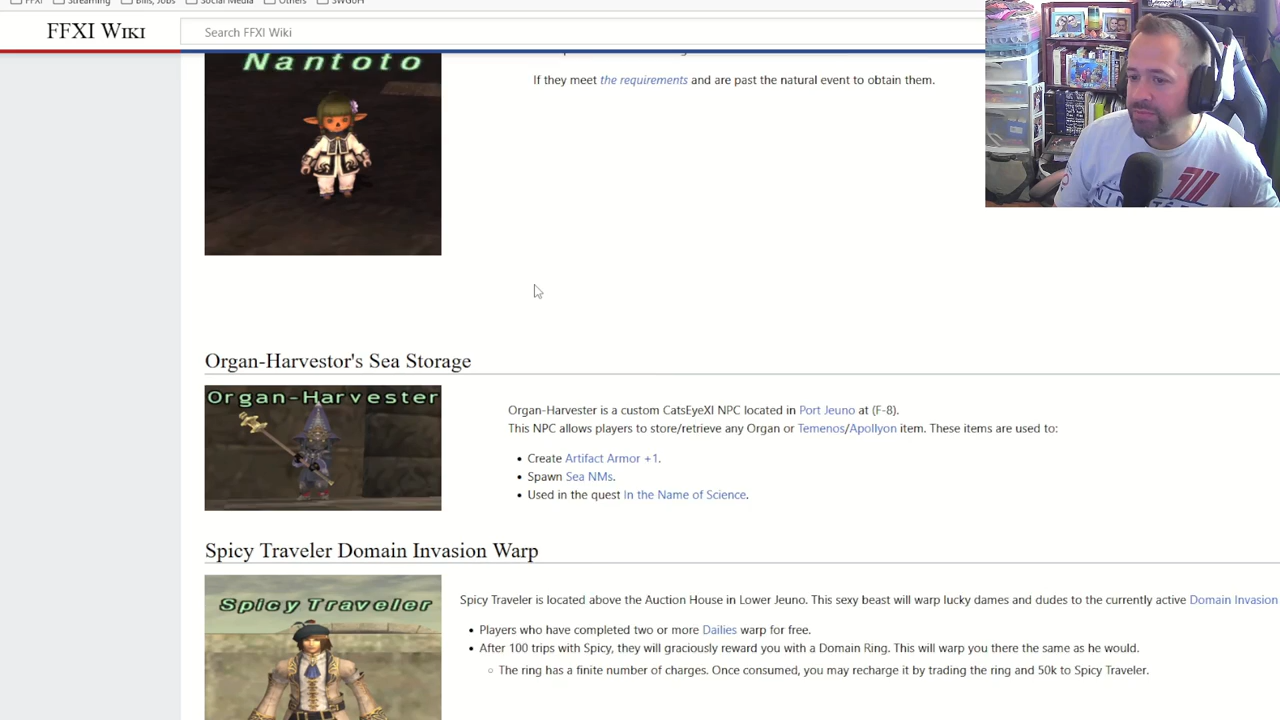 FFXI Streaming Bills, Jobs Social Media Others SWGoH
FFXI WIKI Search FFXI Wiki
Nantoto
If they meet the requirements and are past the natural event to obtain them.
Organ-Harvestor's Sea Storage
Organ-Harvester
Organ-Harvester is a custom CatsEyeXI NPC located in Port Jeuno at (F-8).
This NPC allows players to store/retrieve any Organ or Temenos/Apollyon item. These items are used to:
• Create Artifact Armor +1.
• Spawn Sea NMs.
• Used in the quest In the Name of Science.
Spicy Traveler Domain Invasion Warp
Spicy Traveler
Spicy Traveler is located above the Auction House in Lower Jeuno. This sexy beast will warp lucky dames and dudes to the currently active Domain Invasion
• Players who have completed two or more Dailies warp for free.
• After 100 trips with Spicy, they will graciously reward you with a Domain Ring. This will warp you there the same as he would.
○ The ring has a finite number of charges. Once consumed, you may recharge it by trading the ring and 50k to Spicy Traveler.